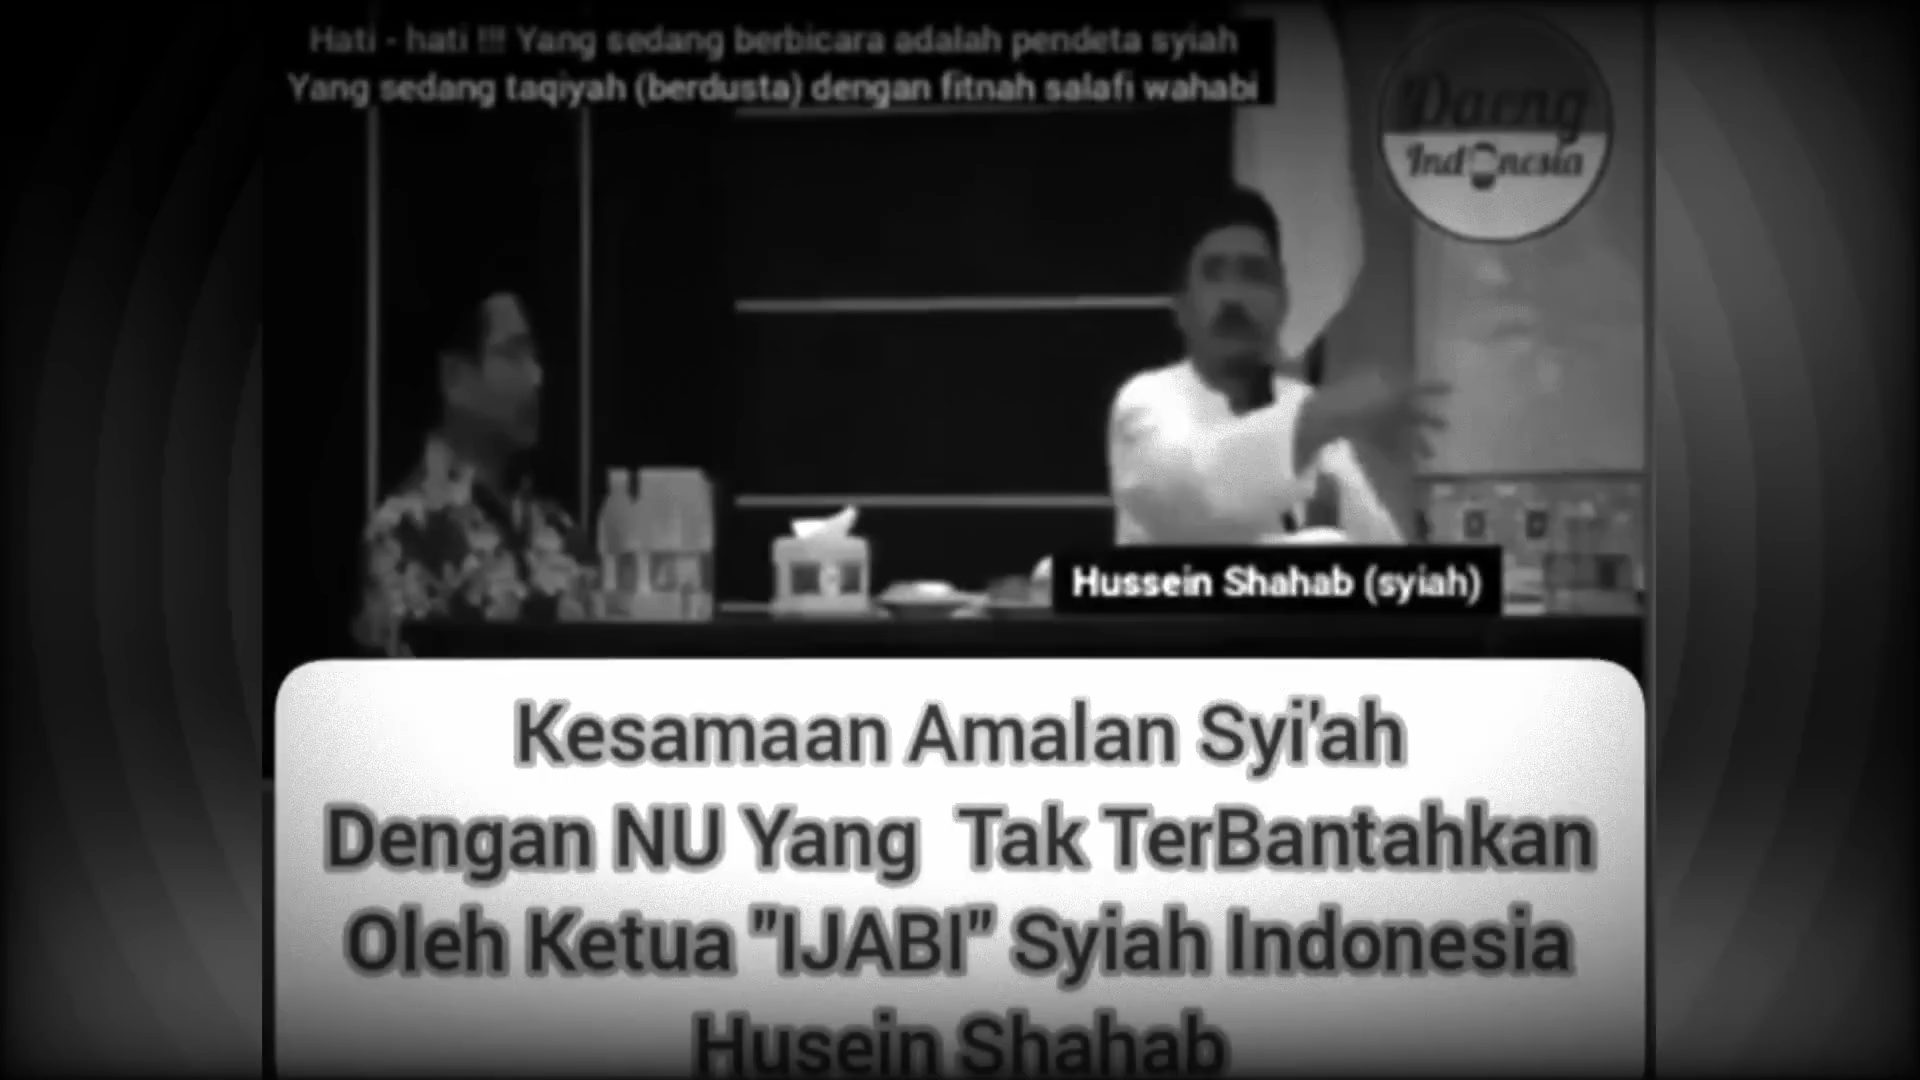 Hati - hati !!! Yang sedang berbicara adalah pendeta syiah
Yang sedang taqiyah (berdusta) dengan fitnah salafi wahabi
Daeng
Indonesia
Hussein Shahab (syiah)
Kesamaan Amalan Syi'ah
Dengan NU Yang Tak TerBantahkan
Oleh Ketua "IJABI" Syiah Indonesia
Husein Shahab